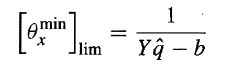 [θ_x^min]_lim = 1 / (Yq̂ − b)